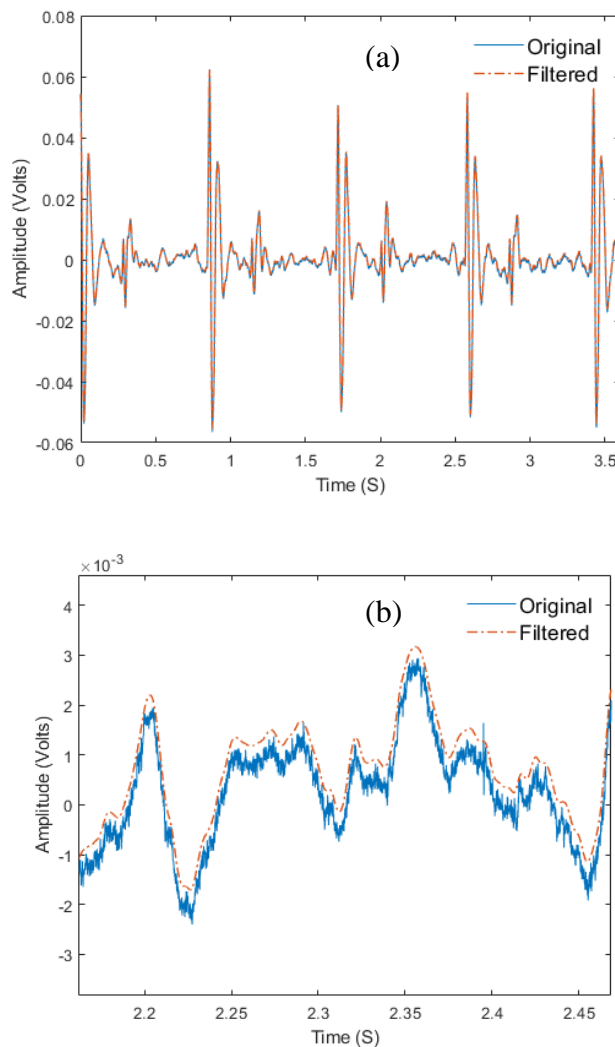 0.08
0.06
0.04
0.02
0
-0.02
-0.04
-0.06
Amplitude (Volts)
(a)
Original
Filtered
0 0.5 1 1.5 2 2.5 3 3.5
Time (S)
×10-3
4
3
2
1
0
-1
-2
-3
Amplitude (Volts)
(b)
Original
Filtered
2.2 2.25 2.3 2.35 2.4 2.45
Time (S)